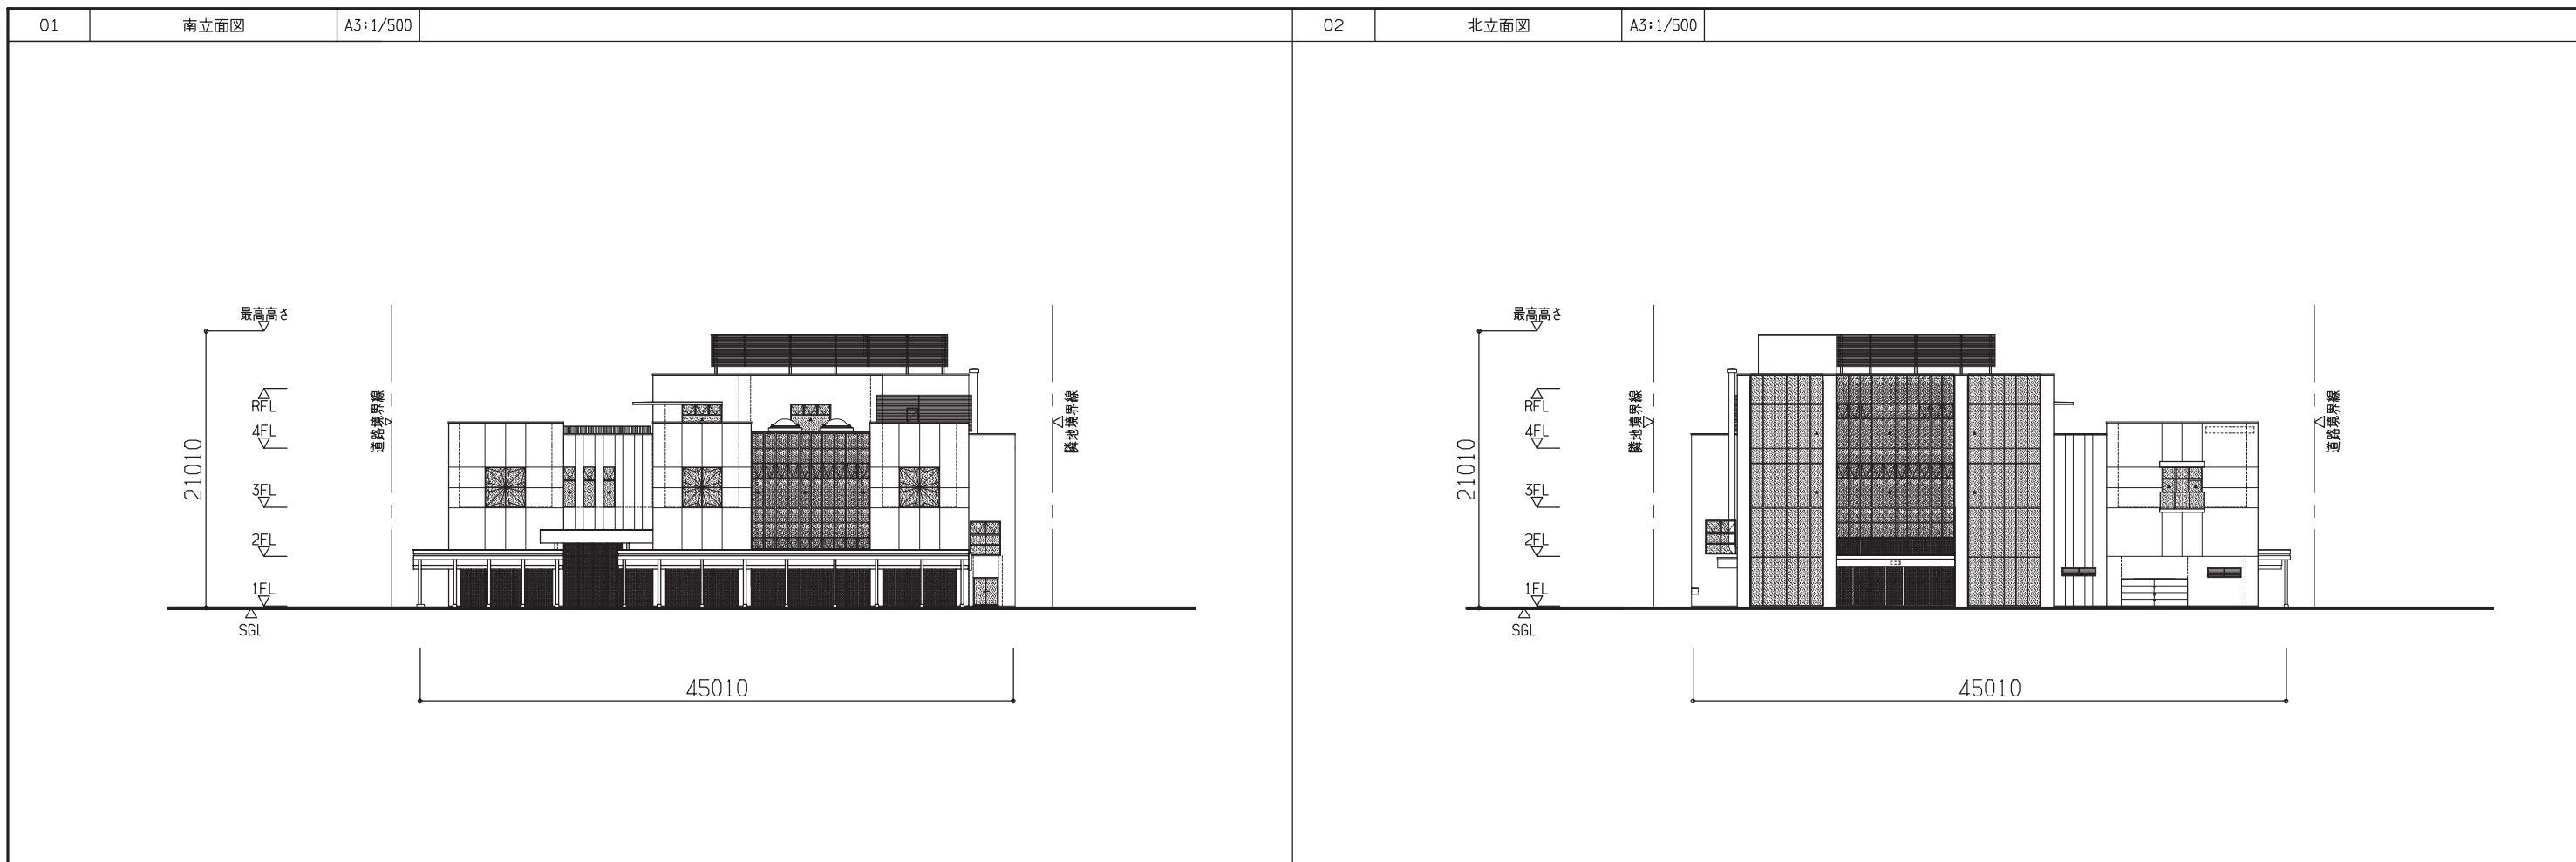 01 南立面図 A3:1/500
最高高さ
RFL
4FL
3FL
2FL
1FL
SGL
21010
道路境界線
隣地境界線
45010
02 北立面図 A3:1/500
最高高さ
RFL
4FL
3FL
2FL
1FL
SGL
21010
隣地境界線
道路境界線
45010